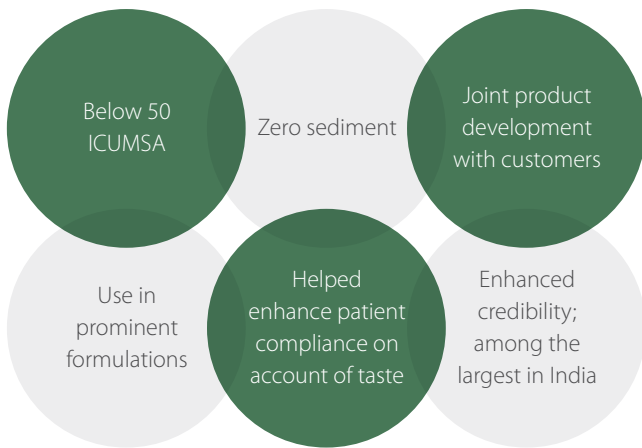 Below 50
ICUMSA
Zero sediment
Joint product
development
with customers
Use in
prominent
formulations
Helped
enhance patient
compliance on
account of taste
Enhanced
credibility;
among the
largest in India